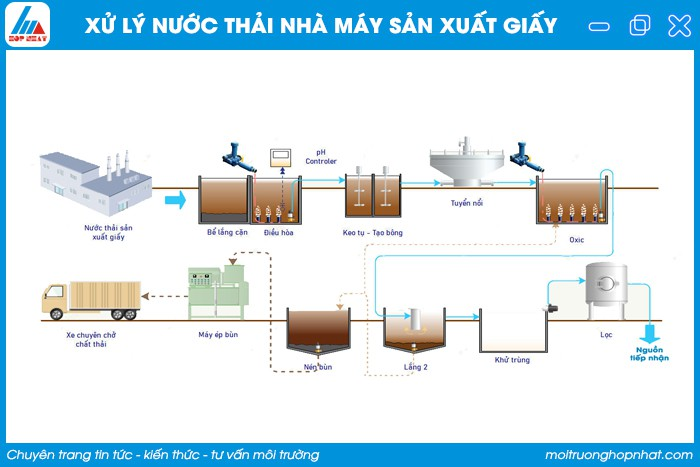 HỢP NHẤT
XỬ LÝ NƯỚC THẢI NHÀ MÁY SẢN XUẤT GIẤY
pH
Controler
Nước thải sản
xuất giấy
Bể lắng cặn
Điều hòa
Keo tụ - Tạo bông
Tuyển nổi
Oxic
Xe chuyên chở
chất thải
Máy ép bùn
Nén bùn
Lắng 2
Khử trùng
Lọc
Nguồn
tiếp nhận
Chuyên trang tin tức - kiến thức - tư vấn môi trường
moitruonghopnhat.com